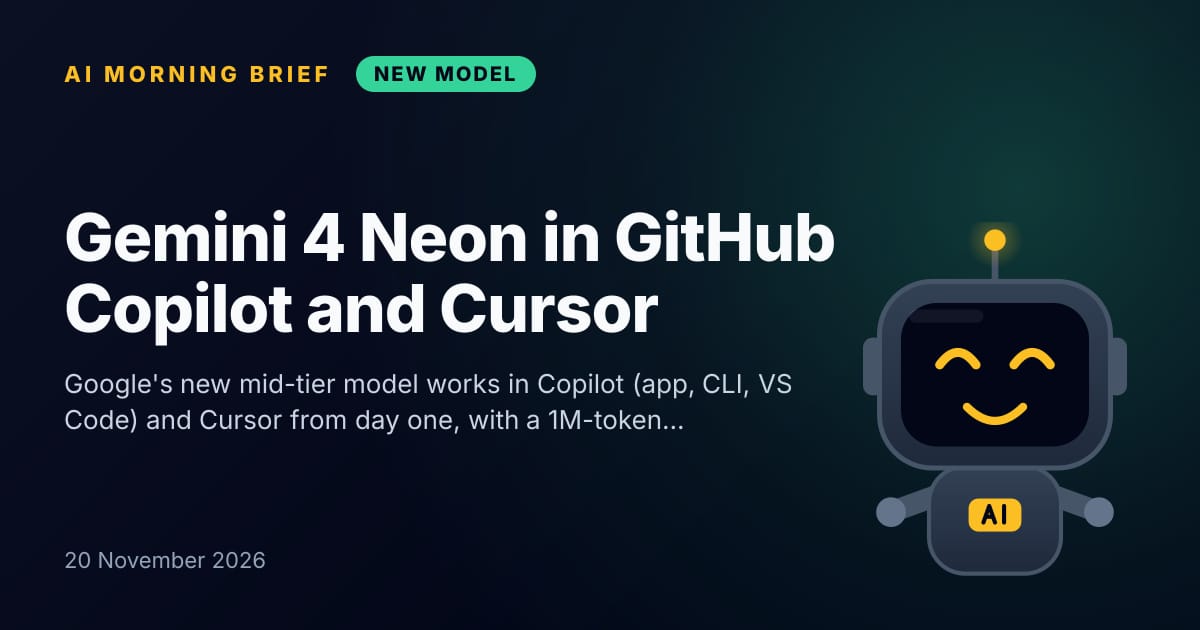 AI MORNING BRIEF
NEW MODEL
Gemini 4 Neon in GitHub
Copilot and Cursor
Google's new mid-tier model works in Copilot (app, CLI, VS
Code) and Cursor from day one, with a 1M-token...
AI
20 November 2026